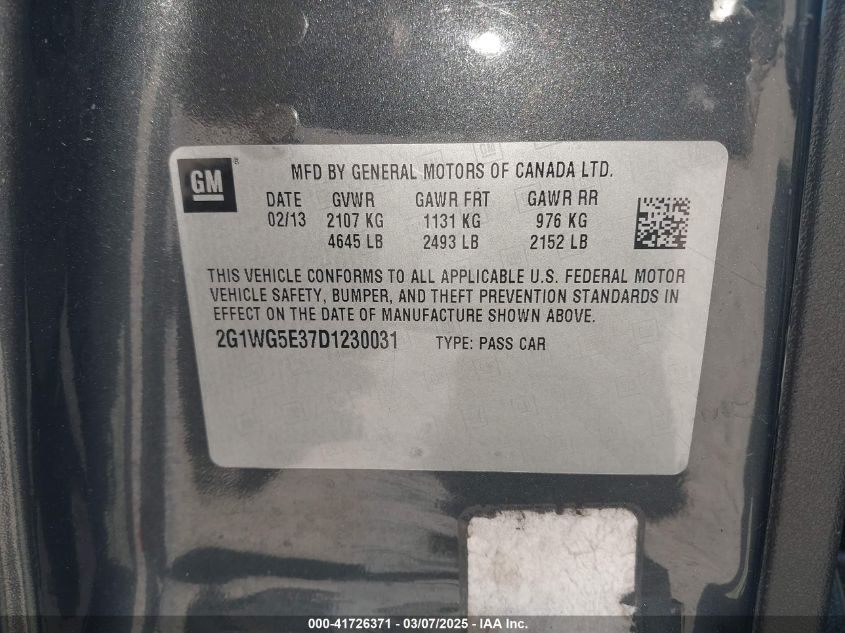 GM
MFD BY GENERAL MOTORS OF CANADA LTD.
DATE GVWR GAWR FRT GAWR RR
02/13 2107 KG 1131 KG 976 KG
4645 LB 2493 LB 2152 LB
THIS VEHICLE CONFORMS TO ALL APPLICABLE U.S. FEDERAL MOTOR
VEHICLE SAFETY, BUMPER, AND THEFT PREVENTION STANDARDS IN
EFFECT ON THE DATE OF MANUFACTURE SHOWN ABOVE.
2G1WG5E37D1230031 TYPE: PASS CAR
000-41726371 / 03/07/2025 - IAA Inc.